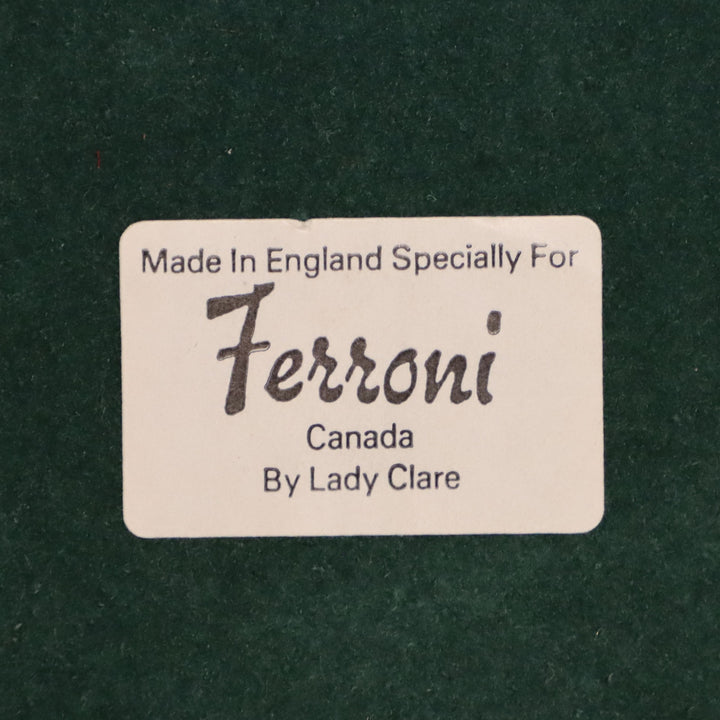 Made In England Specially For
Ferroni
Canada
By Lady Clare